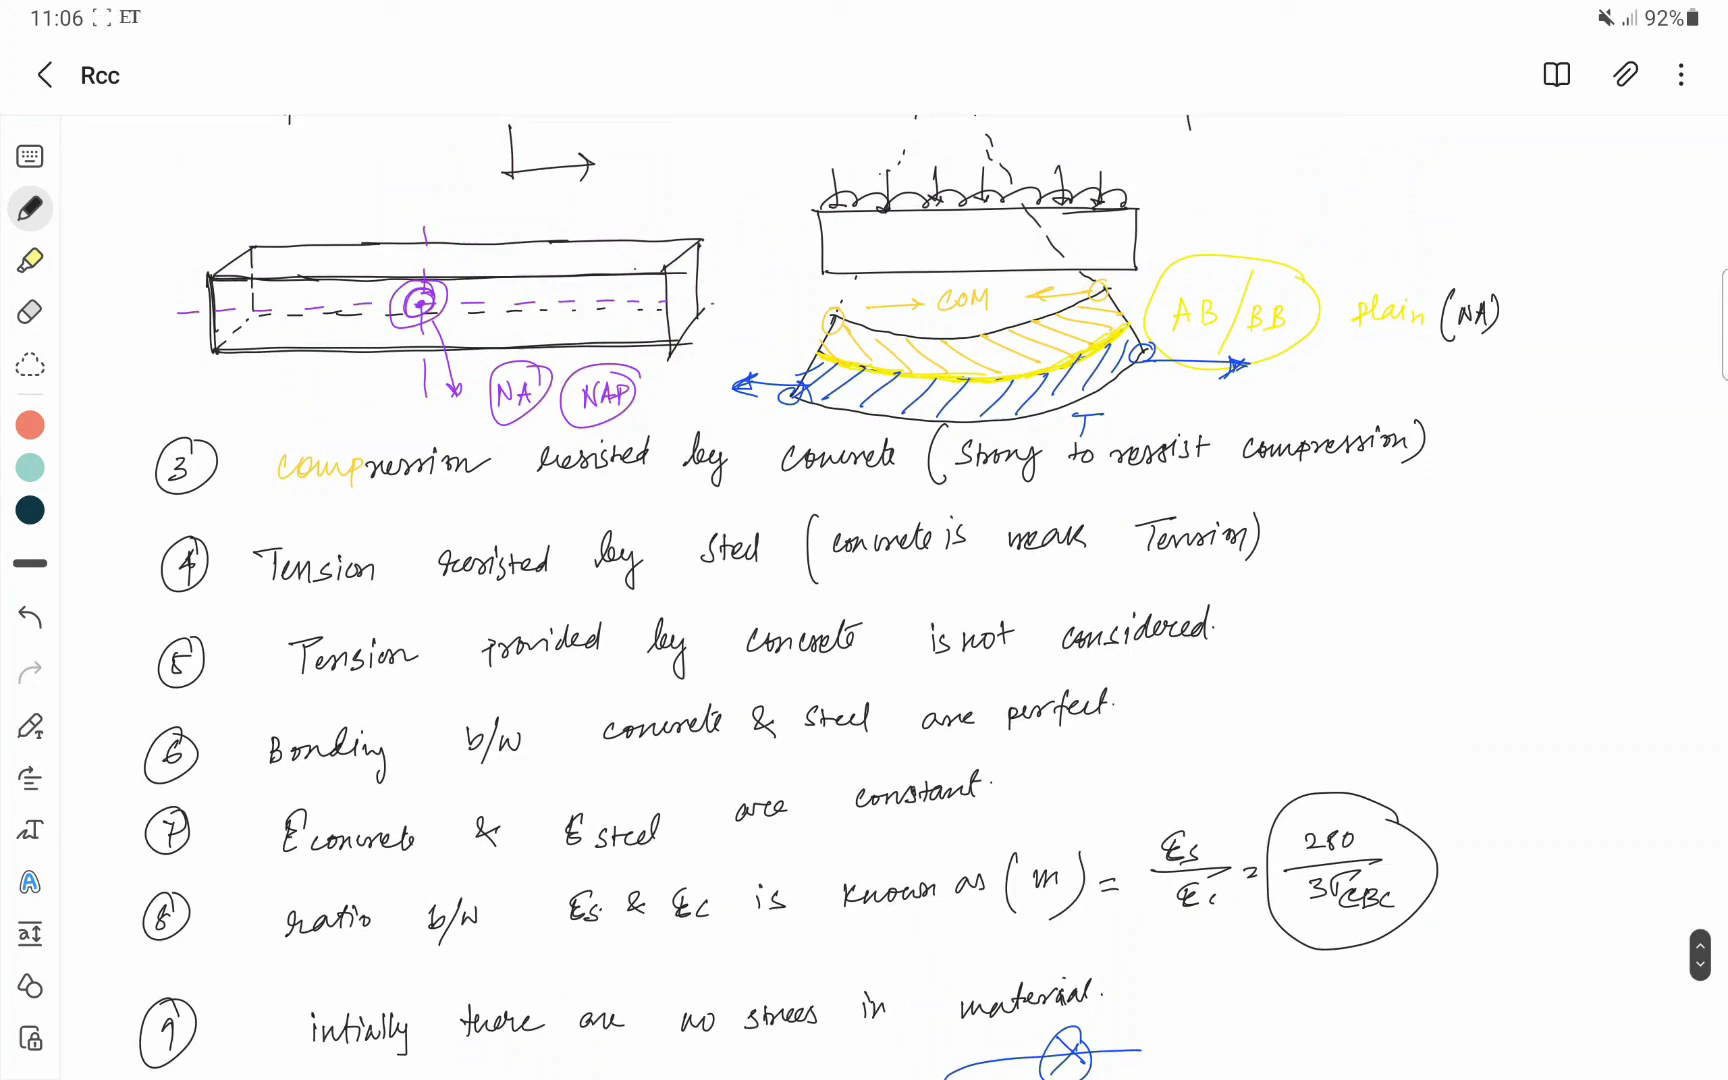 11:06 ET 92%
Rcc
COM
AB/BB plain (NA)
NA NAP
T
3 compression resisted by concrete (strong to ressist compression)
4 Tension resisted by steel (concrete is weak Tension)
5 Tension provided by concrete is not considered.
6 Bonding b/w concrete & steel are perfect.
7 E concrete & E steel are constant.
8 ratio b/w Es & Ec is known as (m) = Es/Ec = 280/3σCBC
9 intially there are no strees in material.